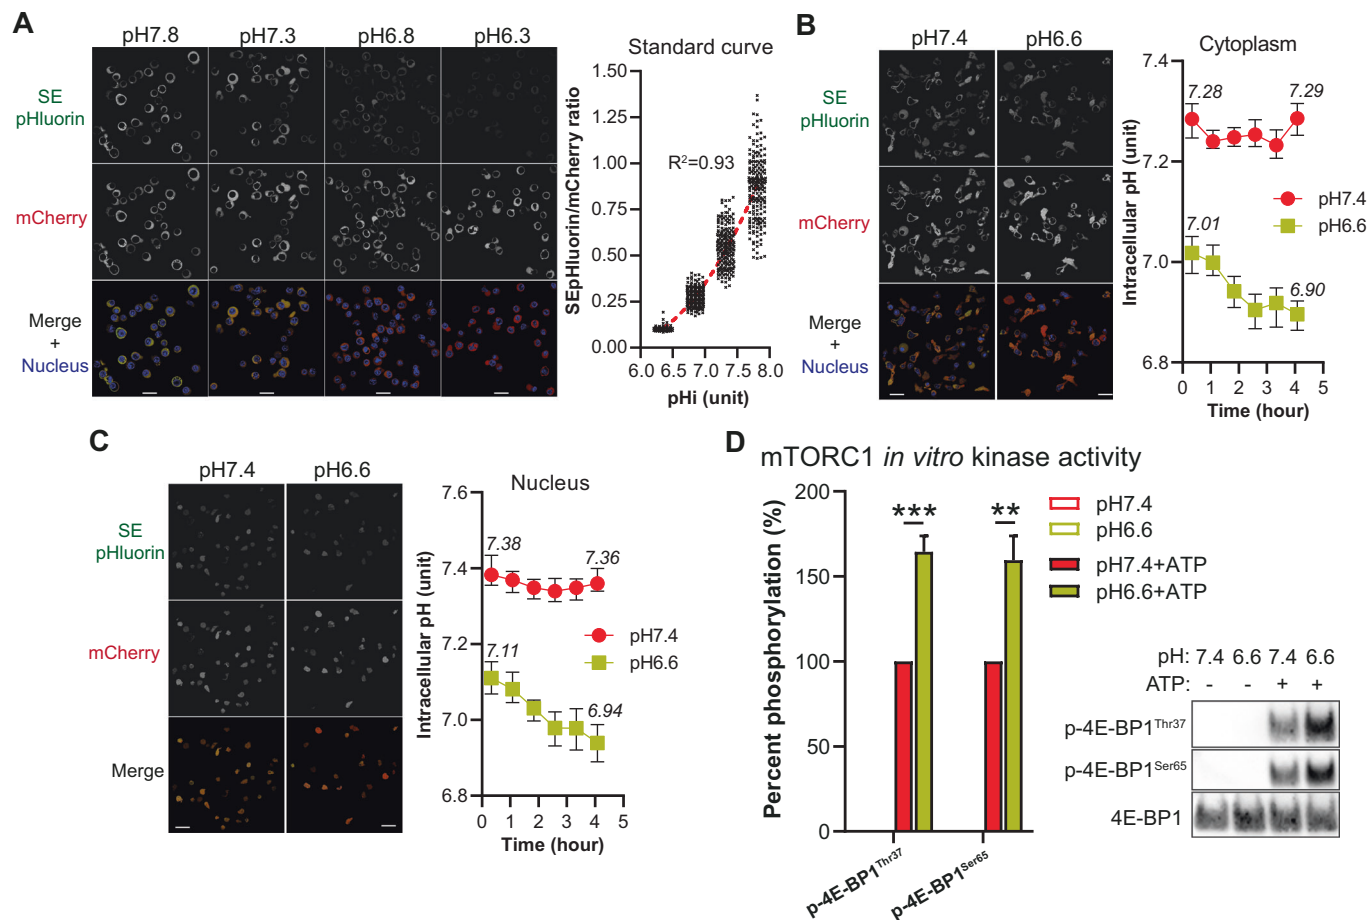 A
pH7.8 pH7.3 pH6.8 pH6.3
SE
pHluorin
mCherry
Merge
+
Nucleus
Standard curve
SEpHluorin/mCherry ratio
1.50
1.25
1.00
0.75
0.50
0.25
0.00
R²=0.93
6.0 6.5 7.0 7.5 8.0
pHi (unit)
B
pH7.4 pH6.6
SE
pHluorin
mCherry
Merge
+
Nucleus
Cytoplasm
Intracellular pH (unit)
7.4
7.2
7.0
6.8
7.28 7.29
7.01
6.90
pH7.4
pH6.6
0 1 2 3 4 5
Time (hour)
C
pH7.4 pH6.6
SE
pHluorin
mCherry
Merge
Nucleus
Intracellular pH (unit)
7.6
7.4
7.2
7.0
6.8
7.38 7.36
7.11
6.94
pH7.4
pH6.6
0 1 2 3 4 5
Time (hour)
D
mTORC1 in vitro kinase activity
Percent phosphorylation (%)
200
150
100
50
0
*** **
p-4E-BP1Thr37
p-4E-BP1Ser65
pH7.4
pH6.6
pH7.4+ATP
pH6.6+ATP
pH: 7.4 6.6 7.4 6.6
ATP: - - + +
p-4E-BP1Thr37
p-4E-BP1Ser65
4E-BP1